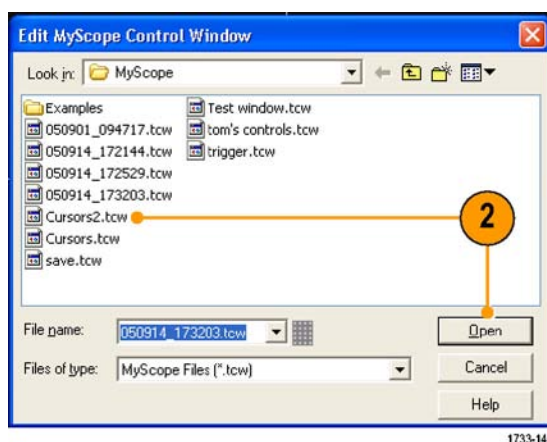 Edit MyScope Control Window
Look in: MyScope
Examples
050901_094717.tcw
050914_172144.tcw
050914_172529.tcw
050914_173203.tcw
Cursors2.tcw
Cursors.tcw
save.tcw
Test window.tcw
tom's controls.tcw
trigger.tcw
2
File name: 050914_173203.tcw
Open
Files of type: MyScope Files (*.tcw)
Cancel
Help
1733-14